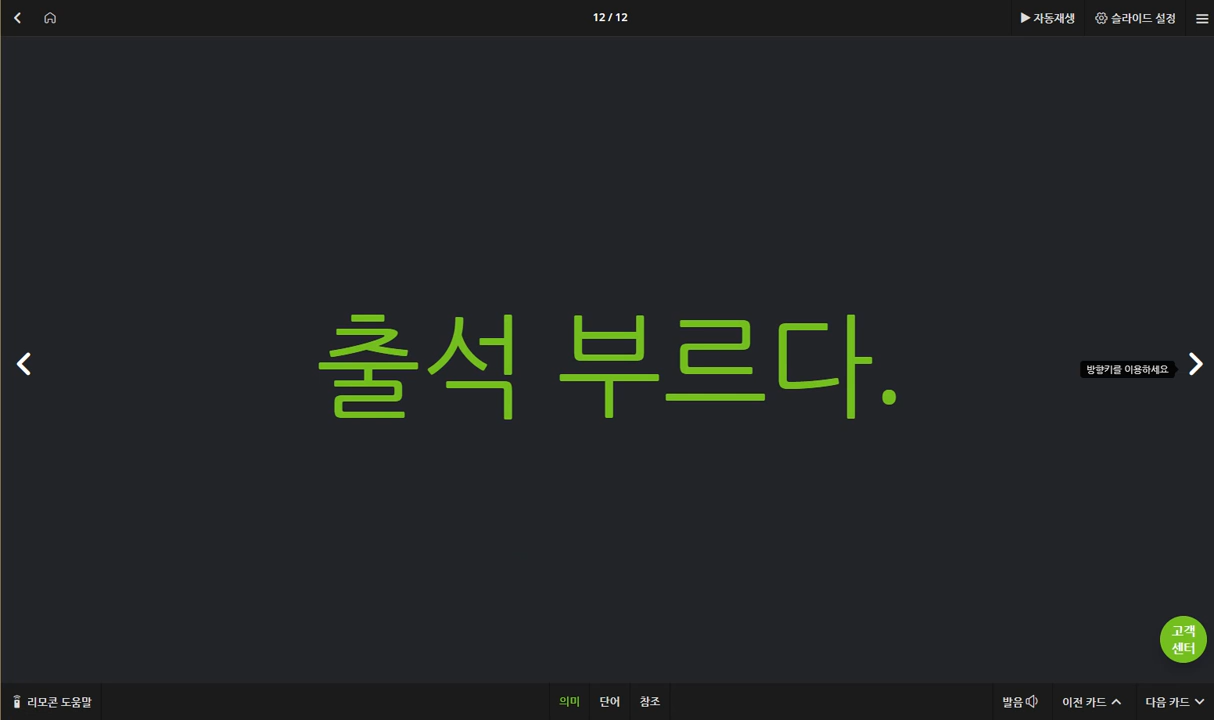 12 / 12
자동재생
슬라이드 설정
출석 부르다.
방향키를 이용하세요
고객
센터
리모콘 도움말
의미
단어
참조
발음
이전 카드
다음 카드